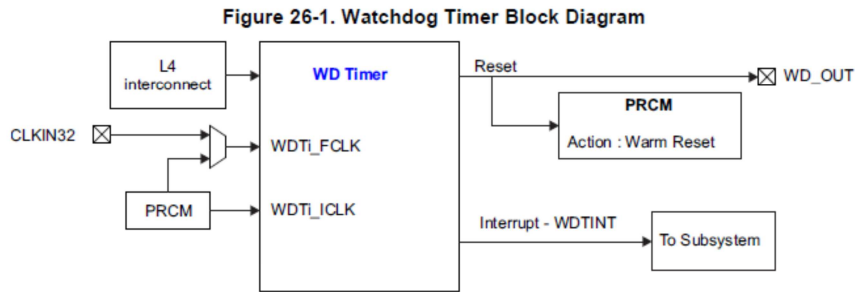 Figure 26-1. Watchdog Timer Block Diagram
L4
interconnect
WD Timer
Reset
WD_OUT
PRCM
Action : Warm Reset
CLKIN32
WDTi_FCLK
PRCM
WDTi_ICLK
Interrupt - WDTINT
To Subsystem